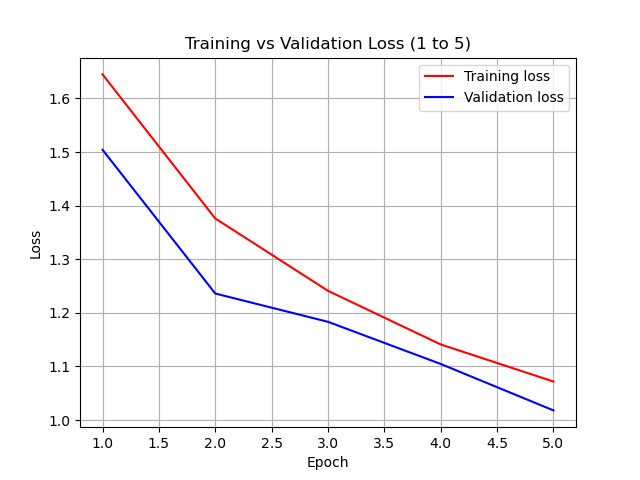 Training vs Validation Loss (1 to 5)
Training loss
Validation loss
1.6
1.5
1.4
1.3
1.2
1.1
1.0
Loss
1.0 1.5 2.0 2.5 3.0 3.5 4.0 4.5 5.0
Epoch